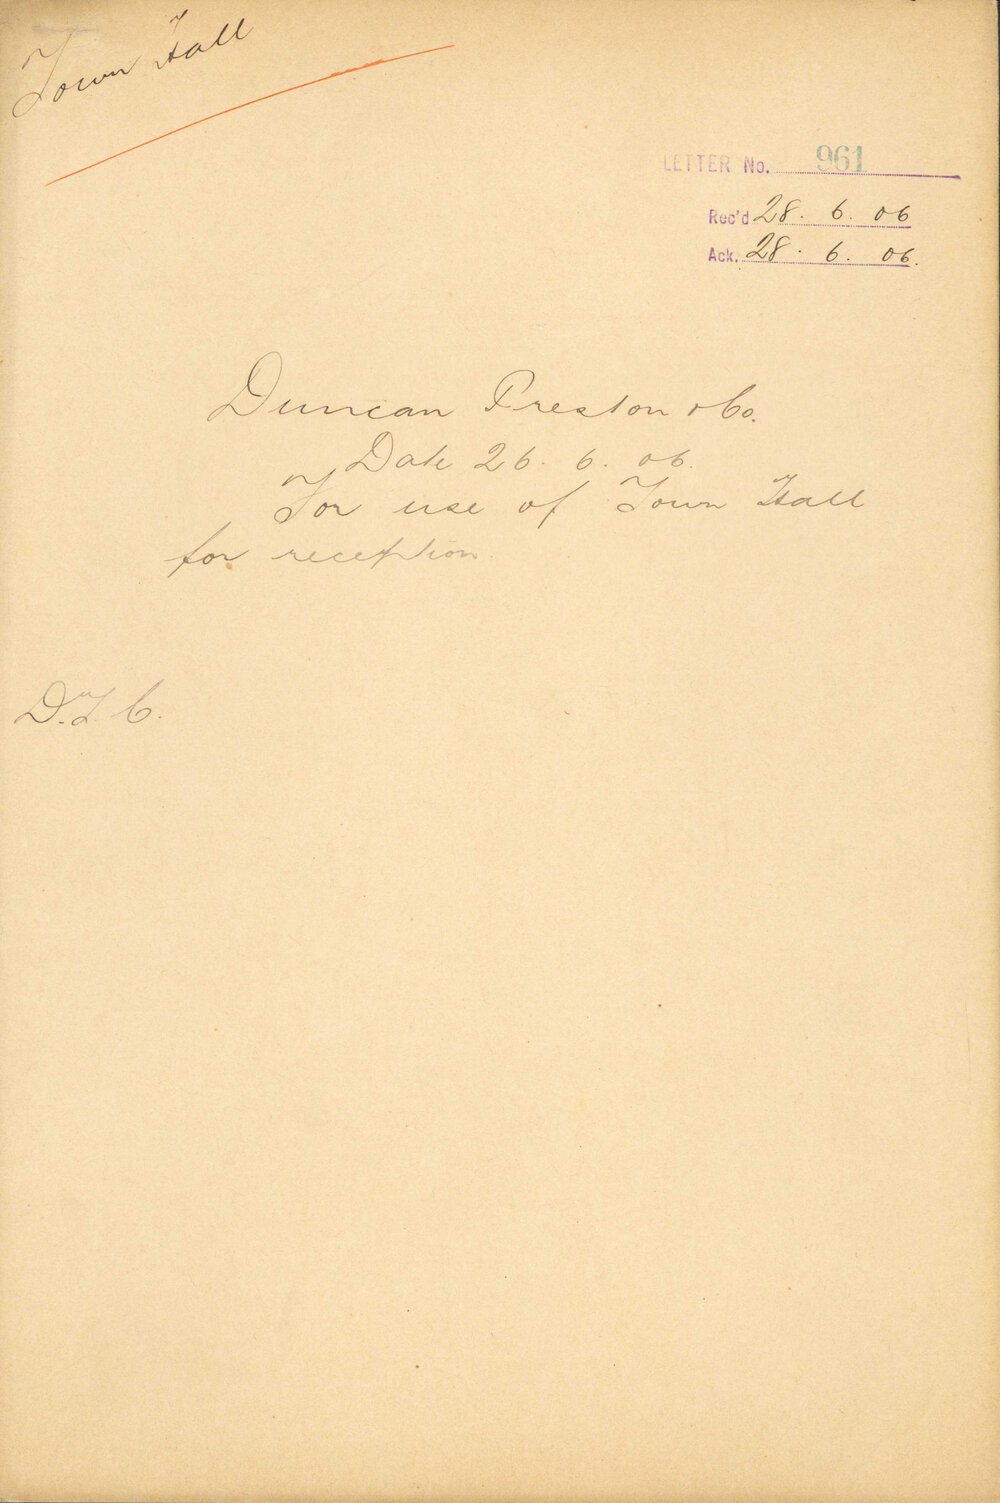 Town Hall
LETTER No. 961
Rec'd 28. 6. 06
Ack. 28. 6. 06.
Duncan Preston & Co.
Date 26. 6. 06.
For use of Town Hall
for reception.
D. T. C.